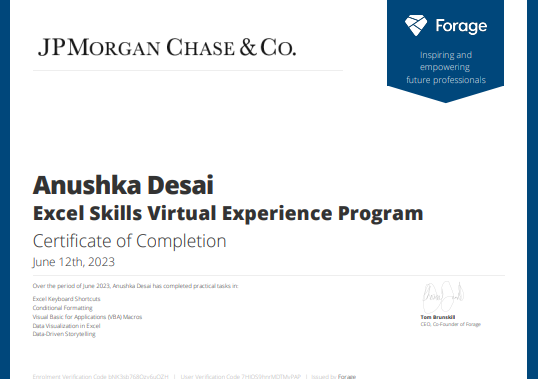 JPMORGAN CHASE & CO.
Forage
Inspiring and
empowering
future professionals
Anushka Desai
Excel Skills Virtual Experience Program
Certificate of Completion
June 12th, 2023
Over the period of June 2023, Anushka Desai has completed practical tasks in:
Excel Keyboard Shortcuts
Conditional Formatting
Visual Basic for Applications (VBA) Macros
Data Visualization in Excel
Data-Driven Storytelling
Tom Brunskill
CEO, Co-Founder of Forage
Enrolment Verification Code | User Verification Code | Issued by Forage